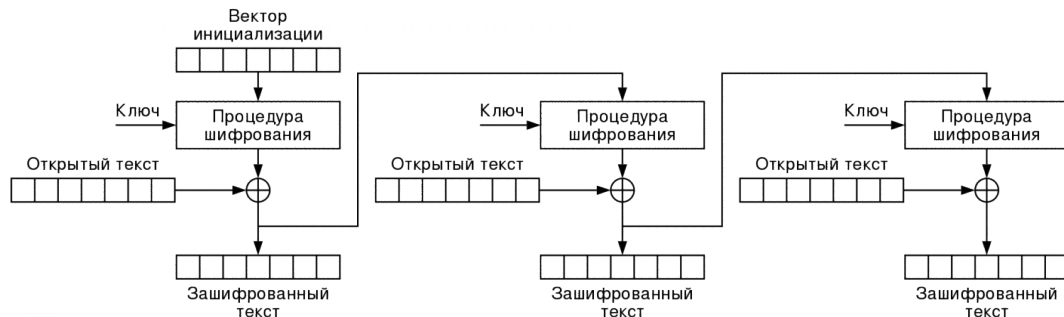 Вектор
инициализации
Ключ
Процедура
шифрования
Ключ
Процедура
шифрования
Ключ
Процедура
шифрования
Открытый текст
Открытый текст
Открытый текст
Зашифрованный
текст
Зашифрованный
текст
Зашифрованный
текст